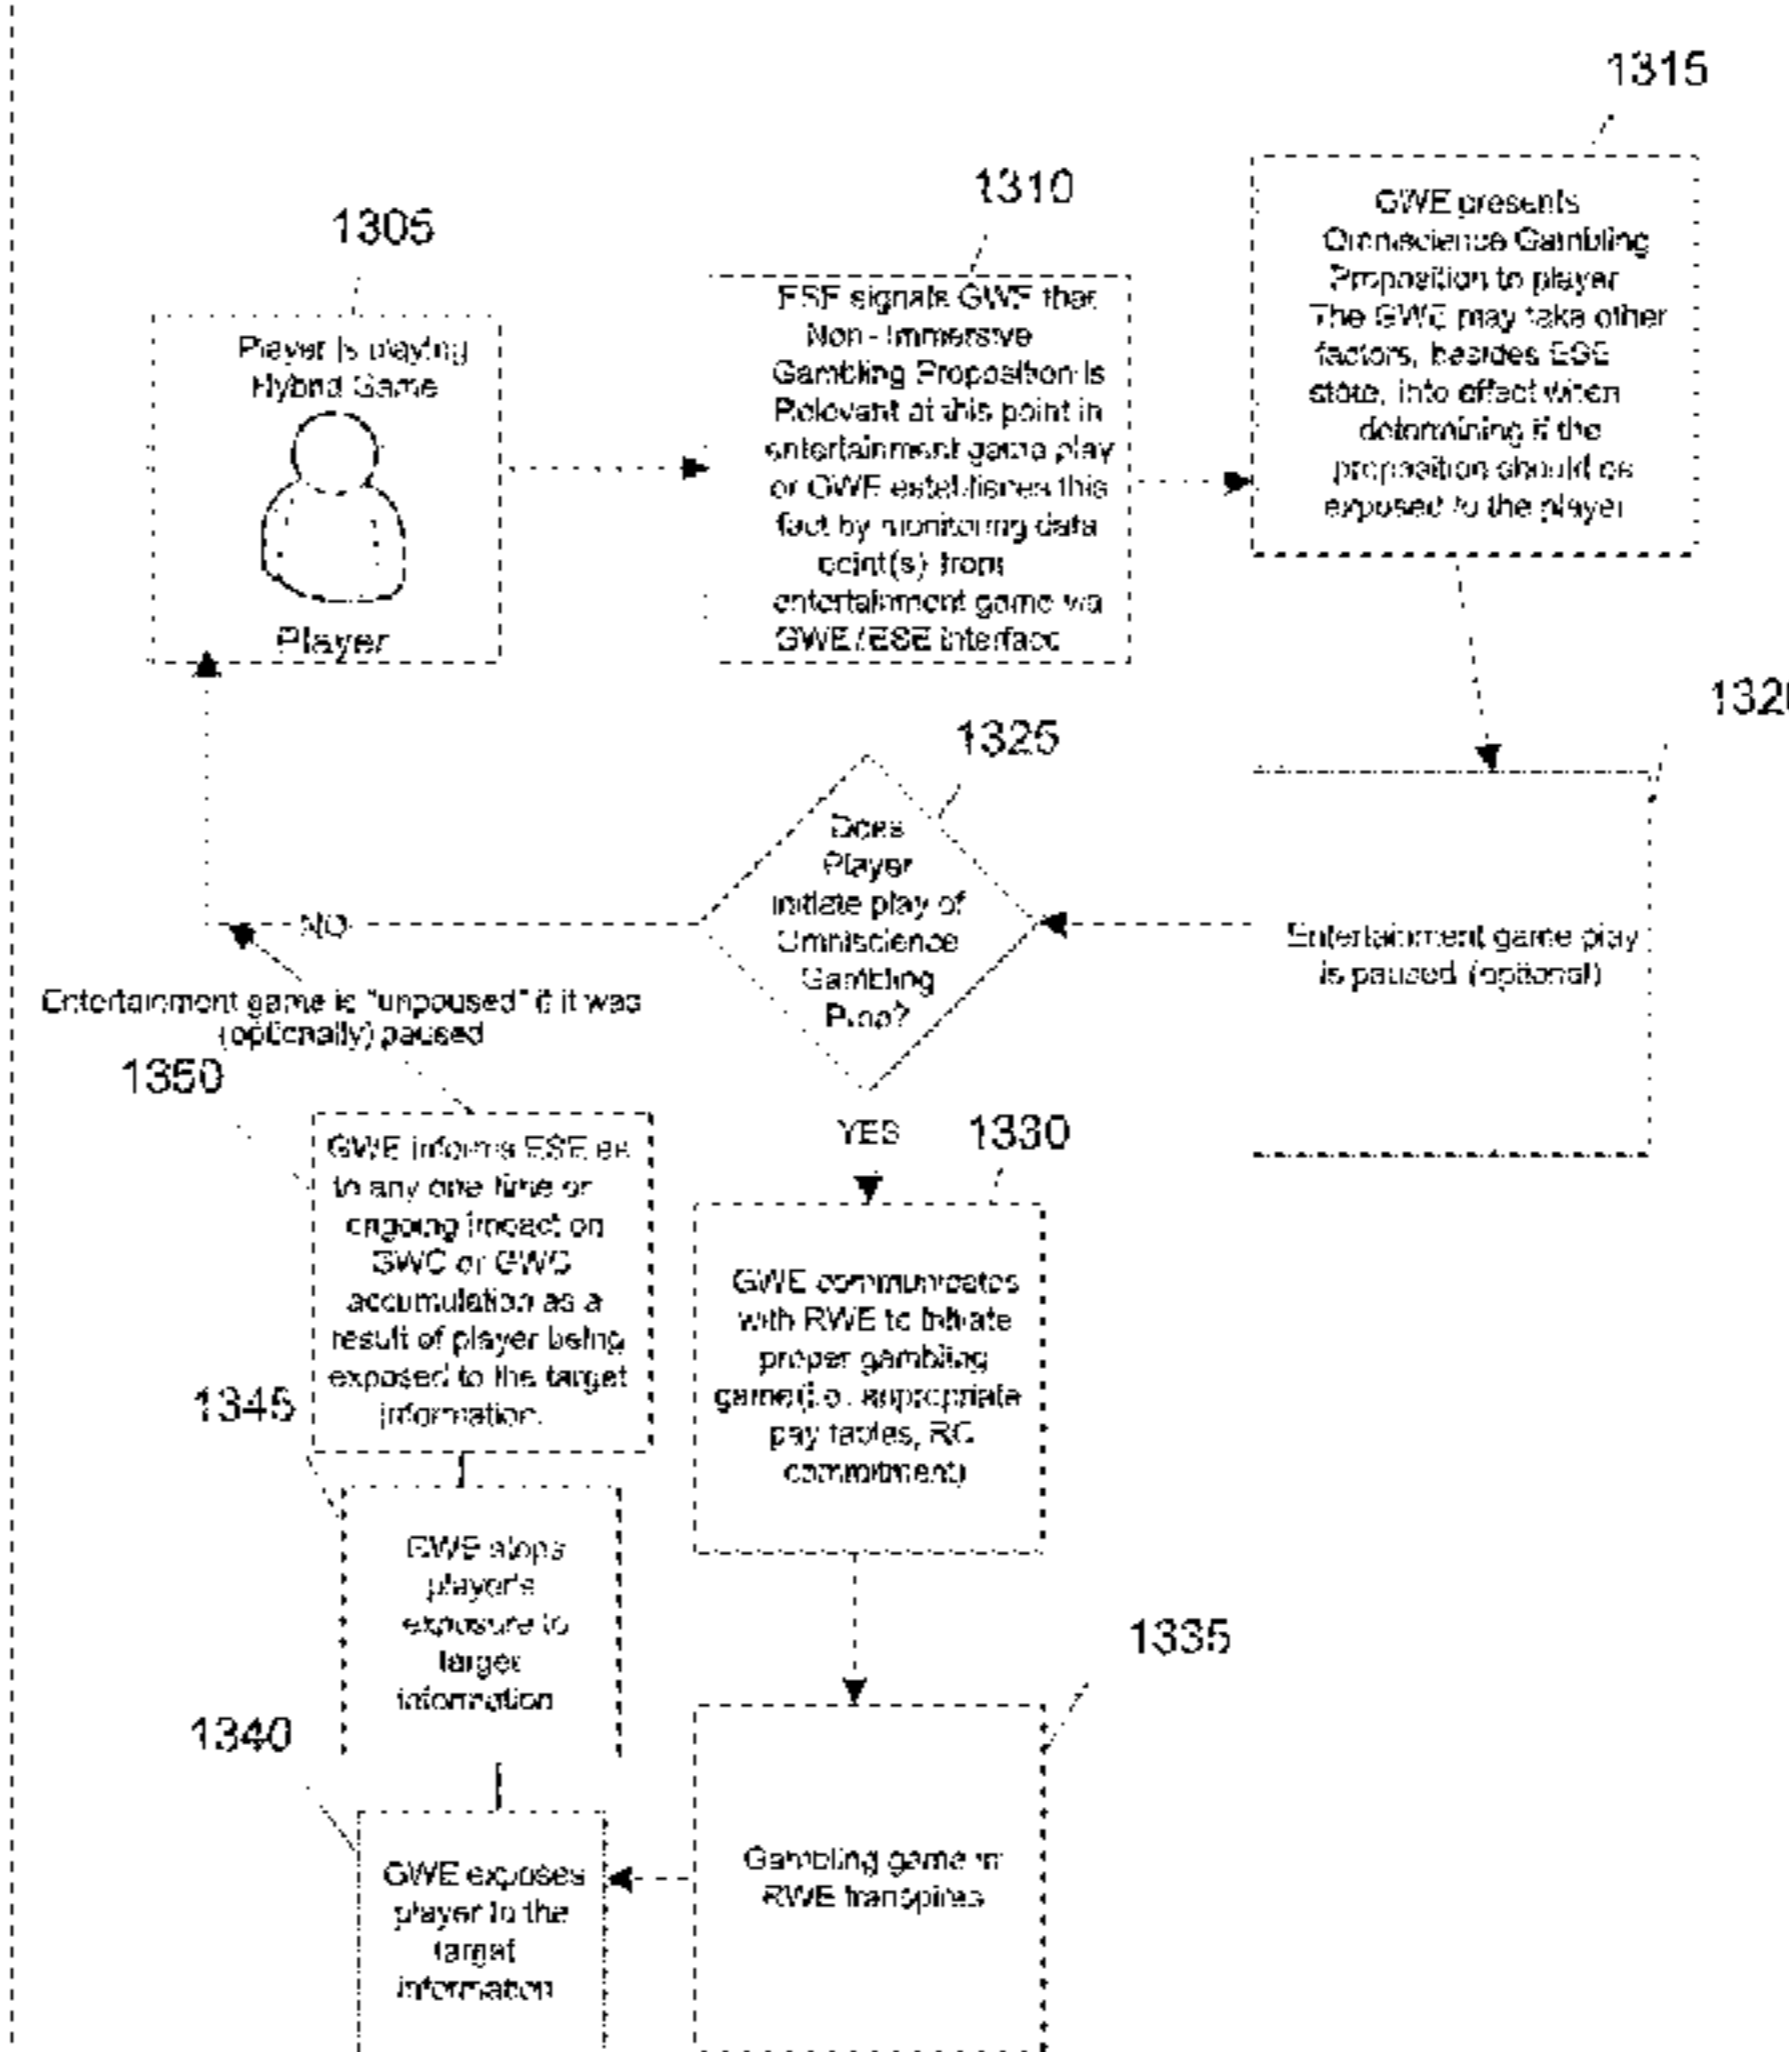 1305
Player is playing
Hybrid Game
Player
1310
ESE signals GWE that
Non - Immersive
Gambling Proposition is
Relevant at this point in
entertainment game play
or GWE establishes this
fact by monitoring data
point(s) from
entertainment game via
GWE/ESE interface
1315
GWE presents
Omniscience Gambling
Proposition to player
The GWE may take other
factors, besides ESE
state, into effect when
determining if the
proposition should be
exposed to the player
132
Entertainment game play
is paused (optional)
1325
Does
Player
initiate play of
Omniscience
Gambling
Prop?
NO
Entertainment game is "unpaused" if it was
(optionally) paused
YES
1330
GWE communicates
with RWE to initiate
proper gambling
game(i.e. appropriate
pay tables, RC
commitment)
1335
Gambling game in
RWE transpires
1340
GWE exposes
player to the
target
information
1345
GWE stops
player's
exposure to
target
information
1350
GWE informs ESE as
to any one time or
ongoing impact on
GWC or GWC
accumulation as a
result of player being
exposed to the target
information.